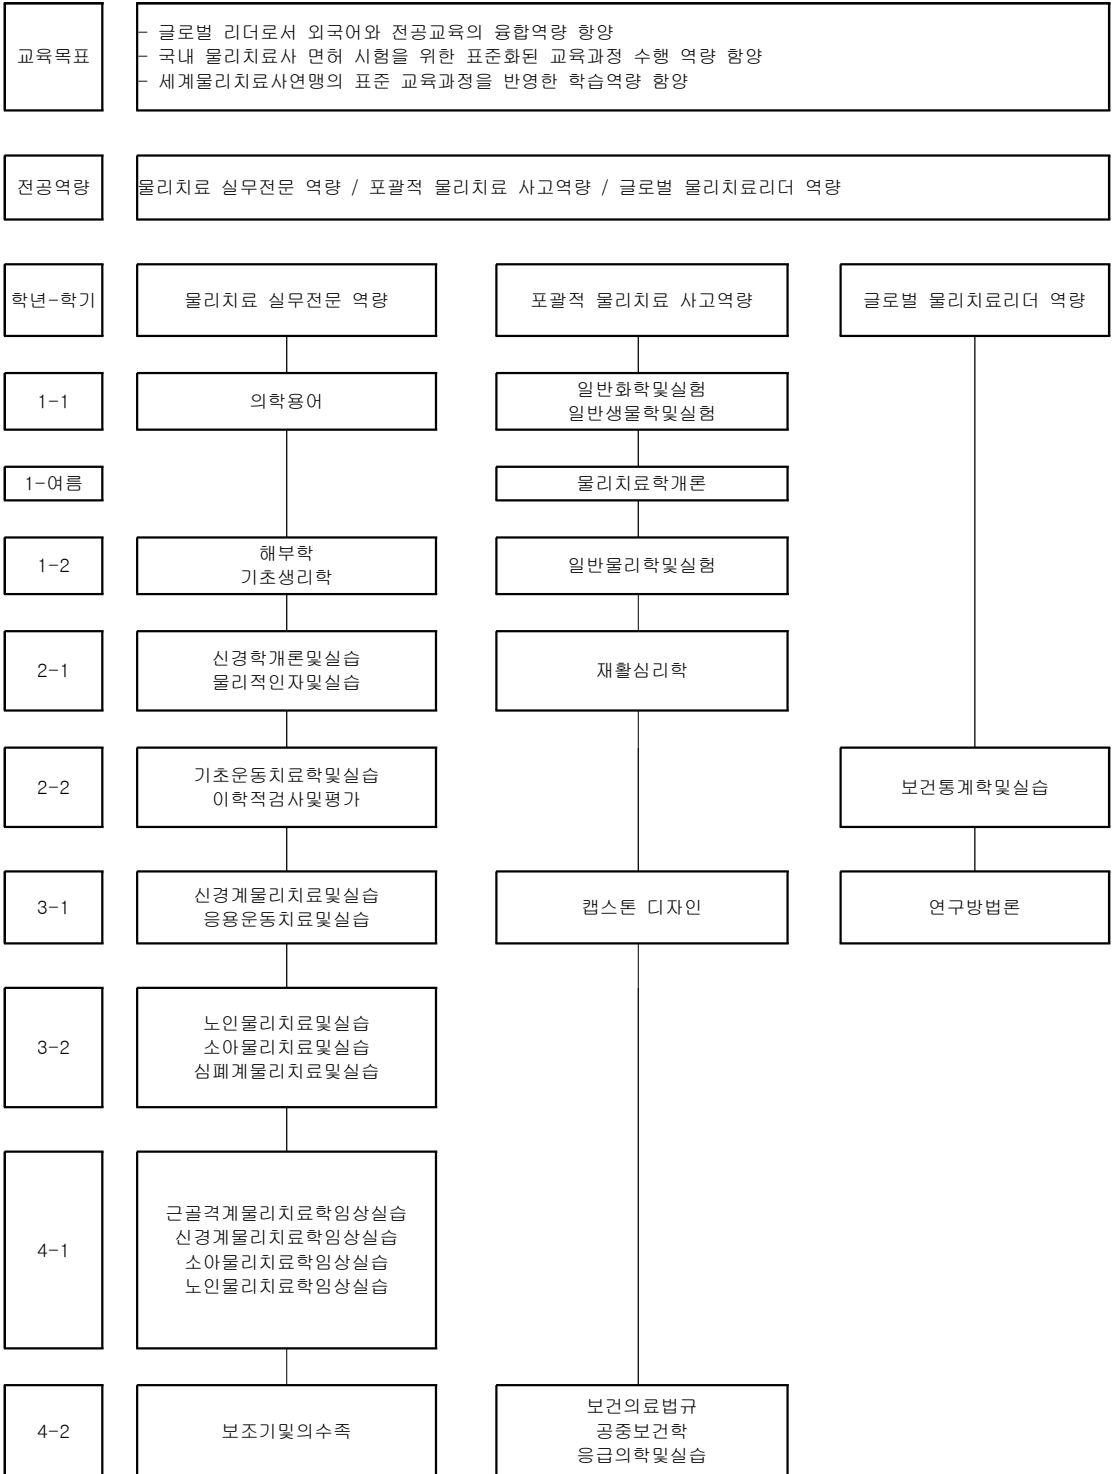 교육목표
- 글로벌 리더로서 외국어와 전공교육의 융합역량 항양
- 국내 물리치료사 면허 시험을 위한 표준화된 교육과정 수행 역량 함양
- 세계물리치료사연맹의 표준 교육과정을 반영한 학습역량 함양
전공역량
물리치료 실무전문 역량 / 포괄적 물리치료 사고역량 / 글로벌 물리치료리더 역량
학년-학기
물리치료 실무전문 역량
포괄적 물리치료 사고역량
글로벌 물리치료리더 역량
1-1
의학용어
일반화학및실험
일반생물학및실험
1-여름
물리치료학개론
1-2
해부학
기초생리학
일반물리학및실험
2-1
신경학개론및실습
물리적인자및실습
재활심리학
2-2
기초운동치료학및실습
이학적검사및평가
보건통계학및실습
3-1
신경계물리치료및실습
응용운동치료및실습
캡스톤 디자인
연구방법론
3-2
노인물리치료및실습
소아물리치료및실습
심폐계물리치료및실습
4-1
근골격계물리치료학임상실습
신경계물리치료학임상실습
소아물리치료학임상실습
노인물리치료학임상실습
4-2
보조기및의수족
보건의료법규
공중보건학
응급의학및실습